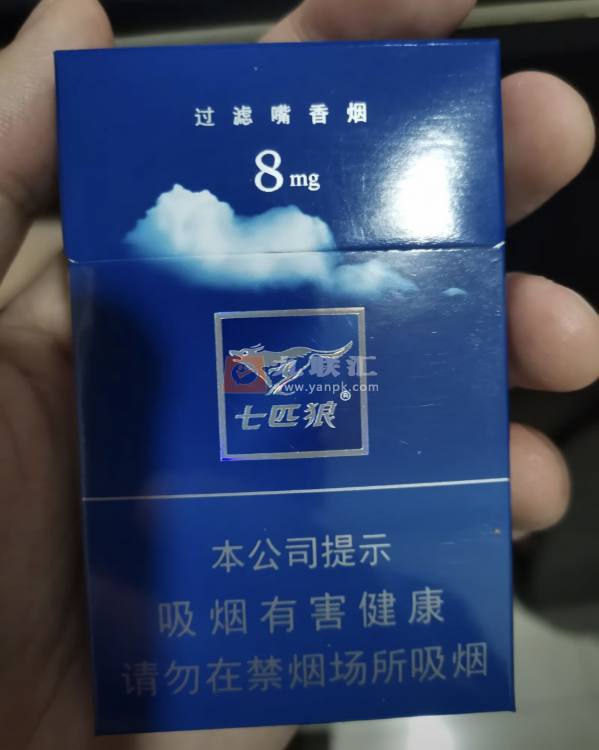 过滤嘴香烟
8mg
九联汇
www.yanpk.com
七匹狼®
本公司提示
吸烟有害健康
请勿在禁烟场所吸烟